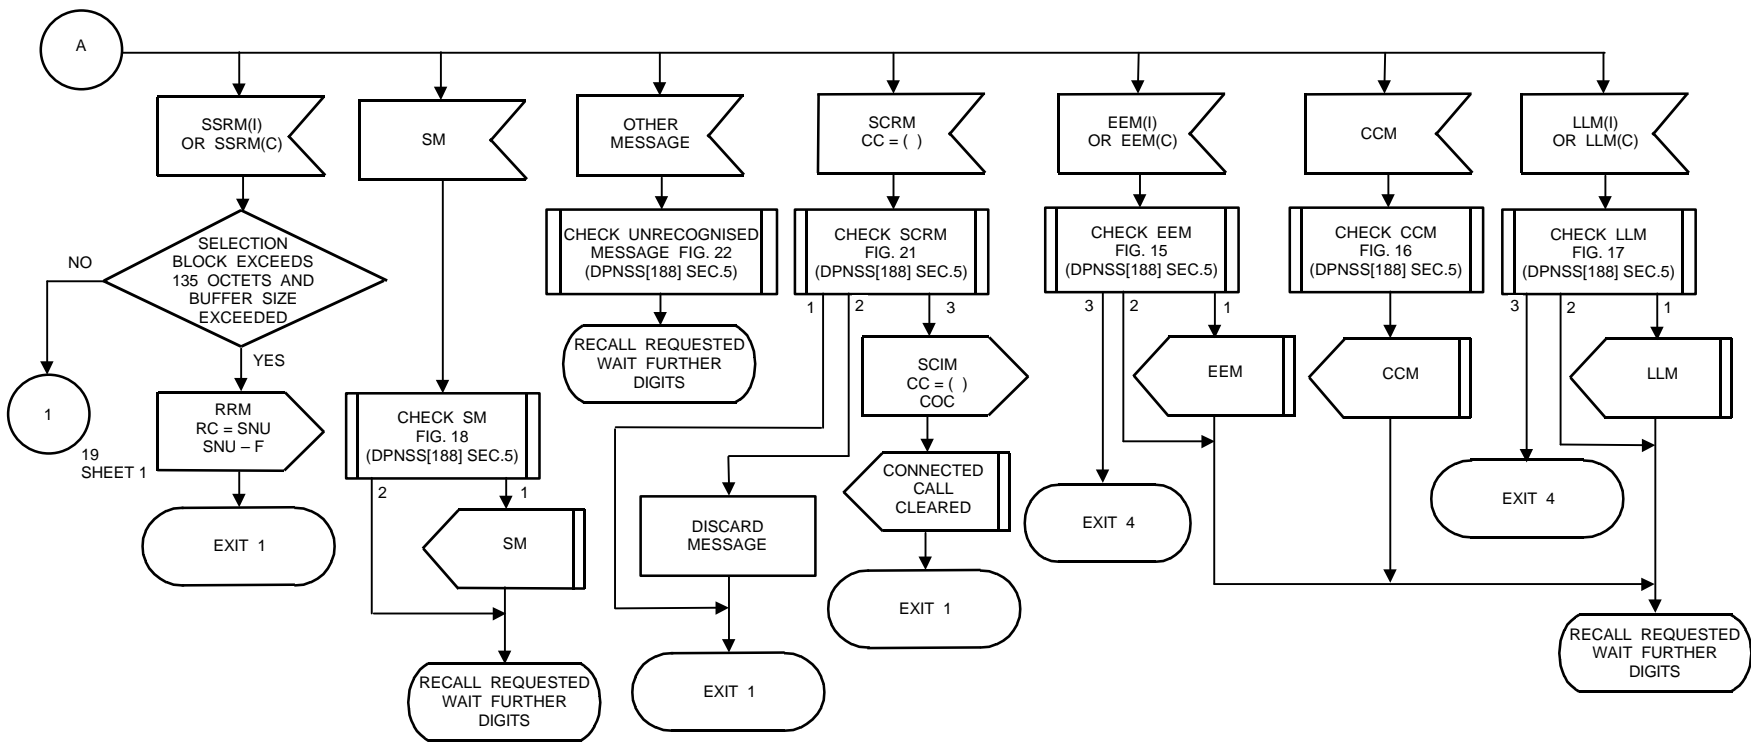 A
SSRM(I)
OR SSRM(C)
SM
OTHER
MESSAGE
SCRM
CC = ( )
EEM(I)
OR EEM(C)
CCM
LLM(I)
OR LLM(C)
SELECTION
BLOCK EXCEEDS
135 OCTETS AND
BUFFER SIZE
EXCEEDED
NO
YES
1
19
SHEET 1
RRM
RC = SNU
SNU – F
EXIT 1
CHECK SM
FIG. 18
(DPNSS[188] SEC.5)
2
1
SM
RECALL REQUESTED
WAIT FURTHER
DIGITS
CHECK UNRECOGNISED
MESSAGE FIG. 22
(DPNSS[188] SEC.5)
RECALL REQUESTED
WAIT FURTHER
DIGITS
CHECK SCRM
FIG. 21
(DPNSS[188] SEC.5)
1
2
3
SCIM
CC = ( )
COC
CONNECTED
CALL
CLEARED
EXIT 1
DISCARD
MESSAGE
EXIT 1
CHECK EEM
FIG. 15
(DPNSS[188] SEC.5)
3
2
1
EEM
EXIT 4
CHECK CCM
FIG. 16
(DPNSS[188] SEC.5)
CCM
CHECK LLM
FIG. 17
(DPNSS[188] SEC.5)
3
2
1
LLM
EXIT 4
RECALL REQUESTED
WAIT FURTHER
DIGITS